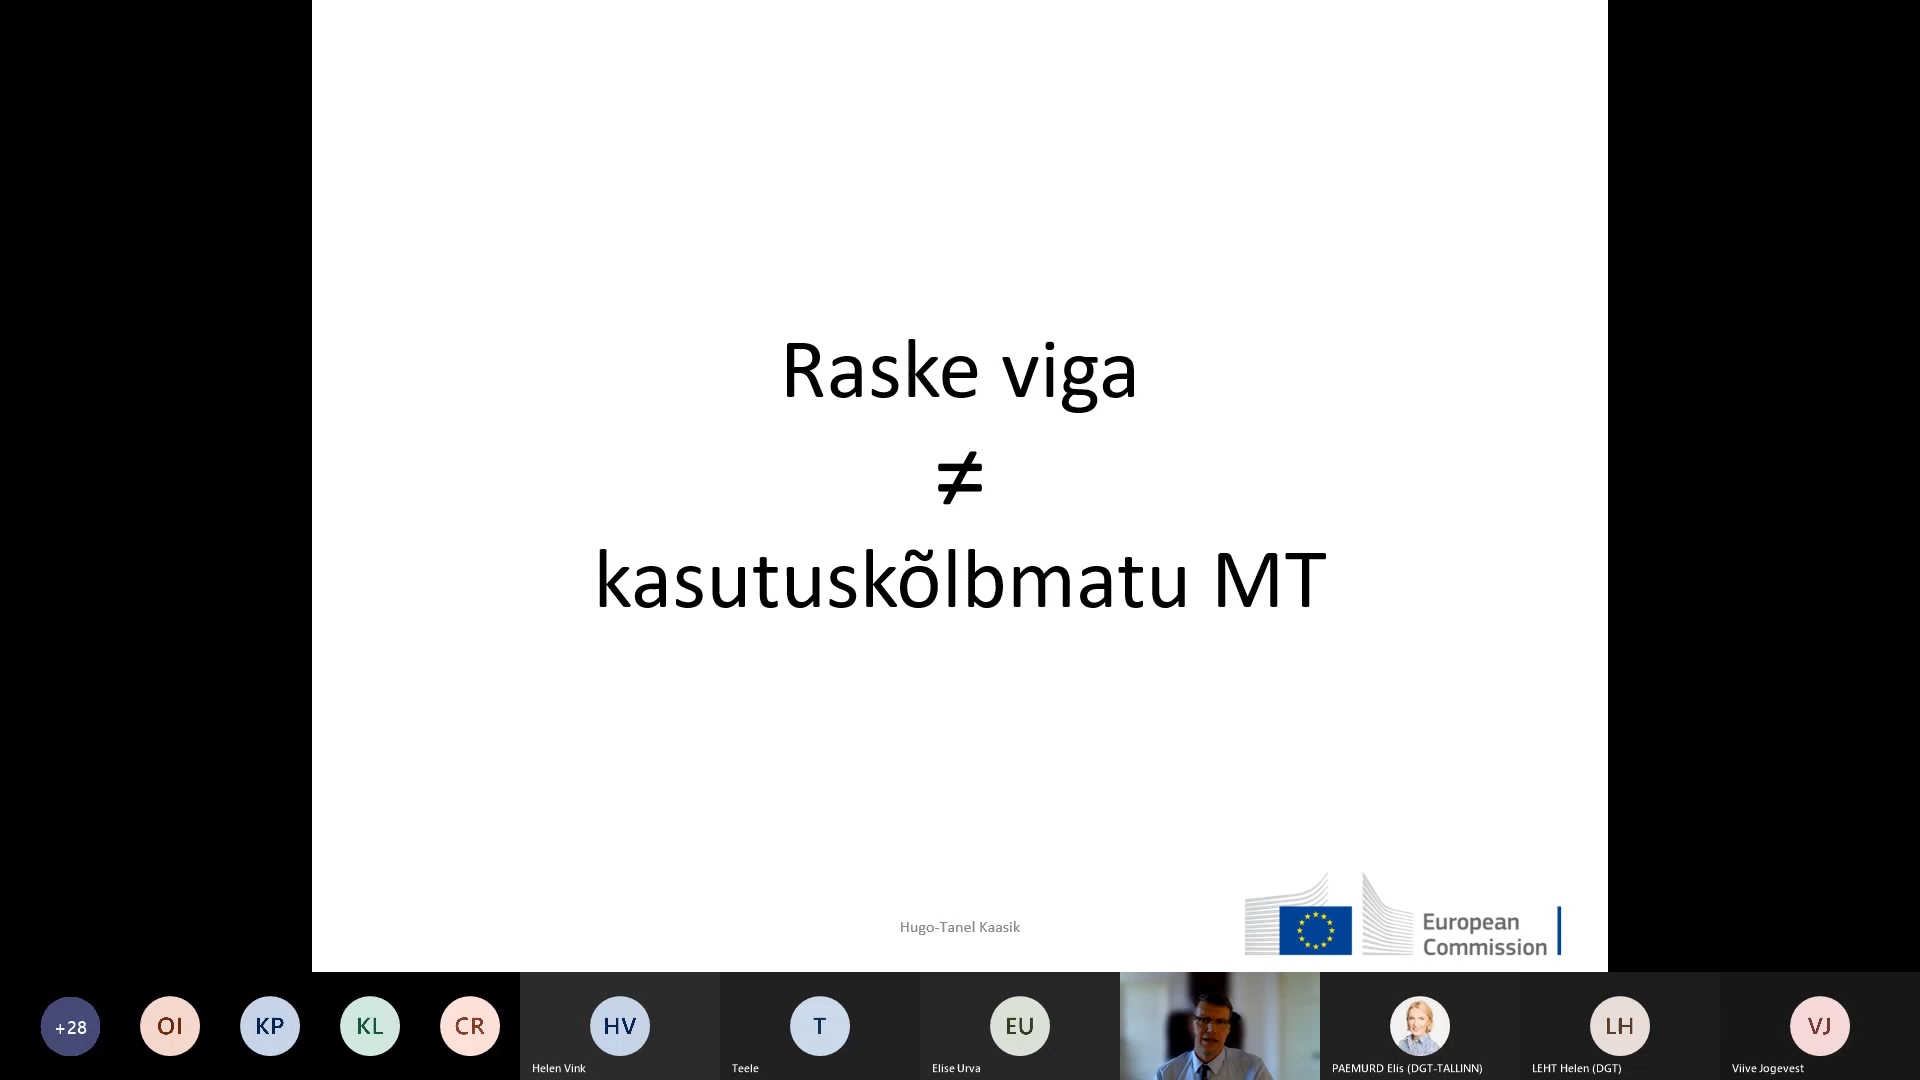 Raske viga
≠
kasutuskõlbmatu MT
Hugo-Tanel Kaasik
European
Commission
+28
OI
KP
KL
CR
HV
T
EU
LH
VJ
Helen Vink
Teele
Elise Urva
PAEMURD Elis (DGT-TALLINN)
LEHT Helen (DGT)
Viive Jogevest